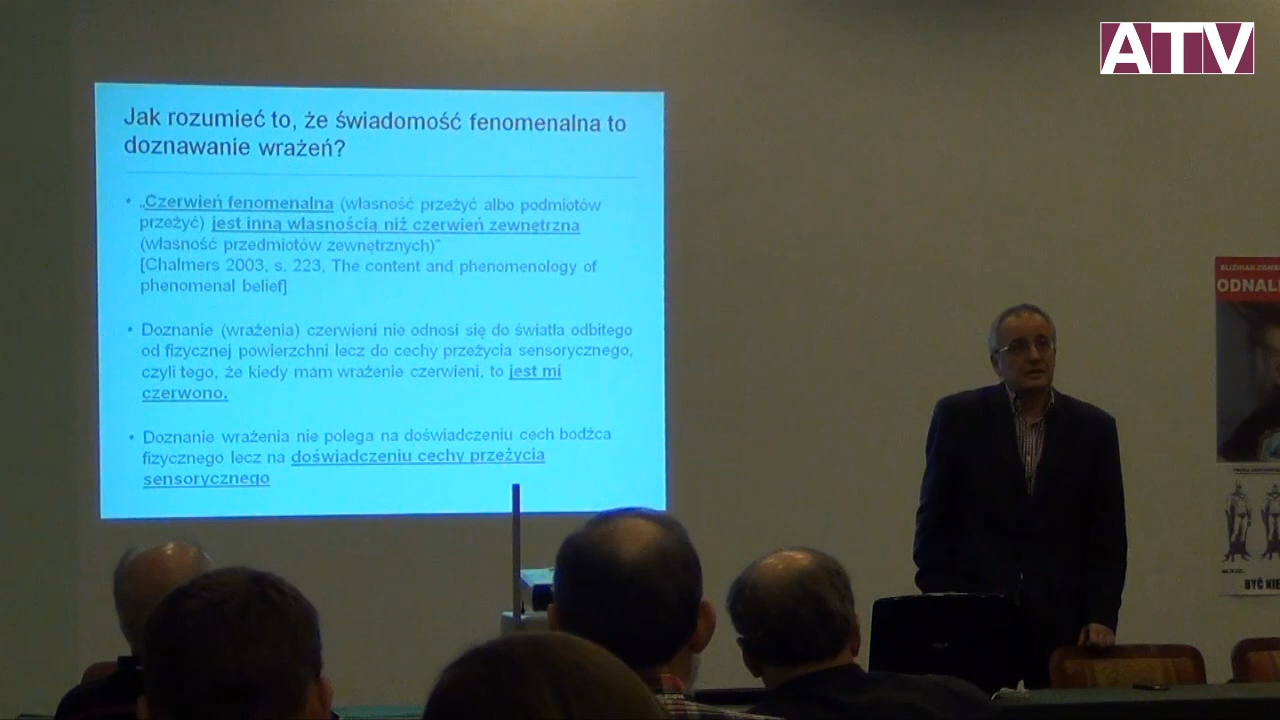 ATV
Jak rozumieć to, że świadomość fenomenalna to
doznawanie wrażeń?
• „Czerwień fenomenalna (własność przeżyć albo podmiotów
przeżyć) jest inną własnością niż czerwień zewnętrzna
(własność przedmiotów zewnętrznych)”
[Chalmers 2003, s. 223, The content and phenomenology of
phenomenal belief]
• Doznanie (wrażenia) czerwieni nie odnosi się do światła odbitego
od fizycznej powierzchni lecz do cechy przeżycia sensorycznego,
czyli tego, że kiedy mam wrażenie czerwieni, to jest mi
czerwono.
• Doznanie wrażenia nie polega na doświadczeniu cech bodźca
fizycznego lecz na doświadczeniu cechy przeżycia
sensorycznego
ODNAL
BYĆ NIE